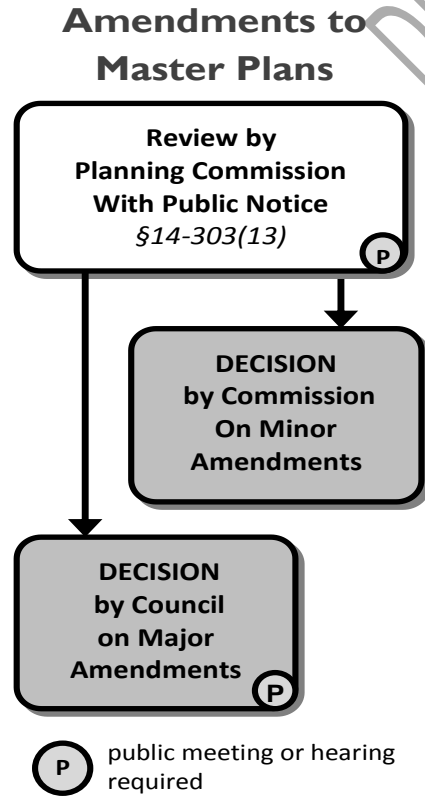 Amendments to
Master Plans
Review by
Planning Commission
With Public Notice
§14-303(13)
P
DECISION
by Commission
On Minor
Amendments
DECISION
by Council
on Major
Amendments
P
P
public meeting or hearing
required